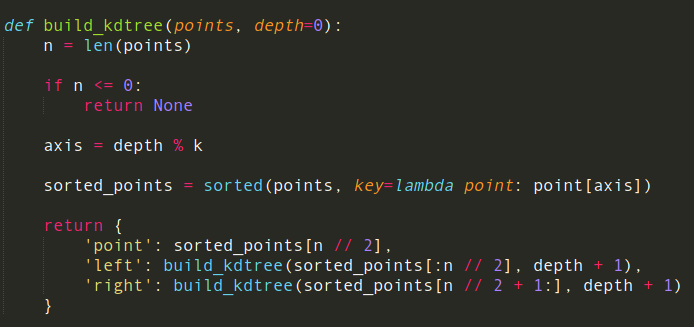 def build_kdtree(points, depth=0):
    n = len(points)

    if n <= 0:
        return None

    axis = depth % k

    sorted_points = sorted(points, key=lambda point: point[axis])

    return {
        'point': sorted_points[n // 2],
        'left': build_kdtree(sorted_points[:n // 2], depth + 1),
        'right': build_kdtree(sorted_points[n // 2 + 1:], depth + 1)
    }